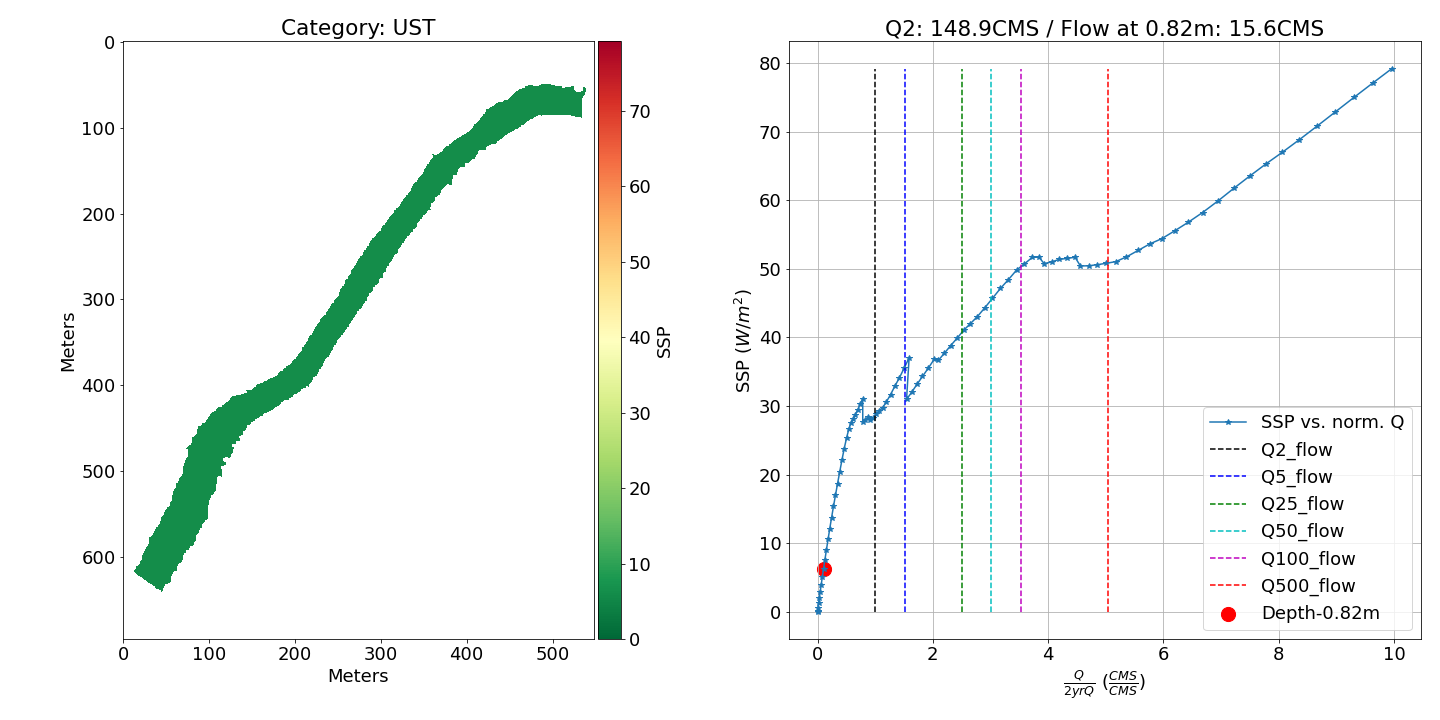 Category: UST
0
100
200
300
400
500
600
Meters
0
100
200
300
400
500
Meters
70
60
50
40
30
20
10
0
SSP
Q2: 148.9CMS / Flow at 0.82m: 15.6CMS
80
70
60
50
40
30
20
10
0
SSP (W/m²)
SSP vs. norm. Q
Q2_flow
Q5_flow
Q25_flow
Q50_flow
Q100_flow
Q500_flow
Depth-0.82m
0
2
4
6
8
10
Q/2yrQ (CMS/CMS)